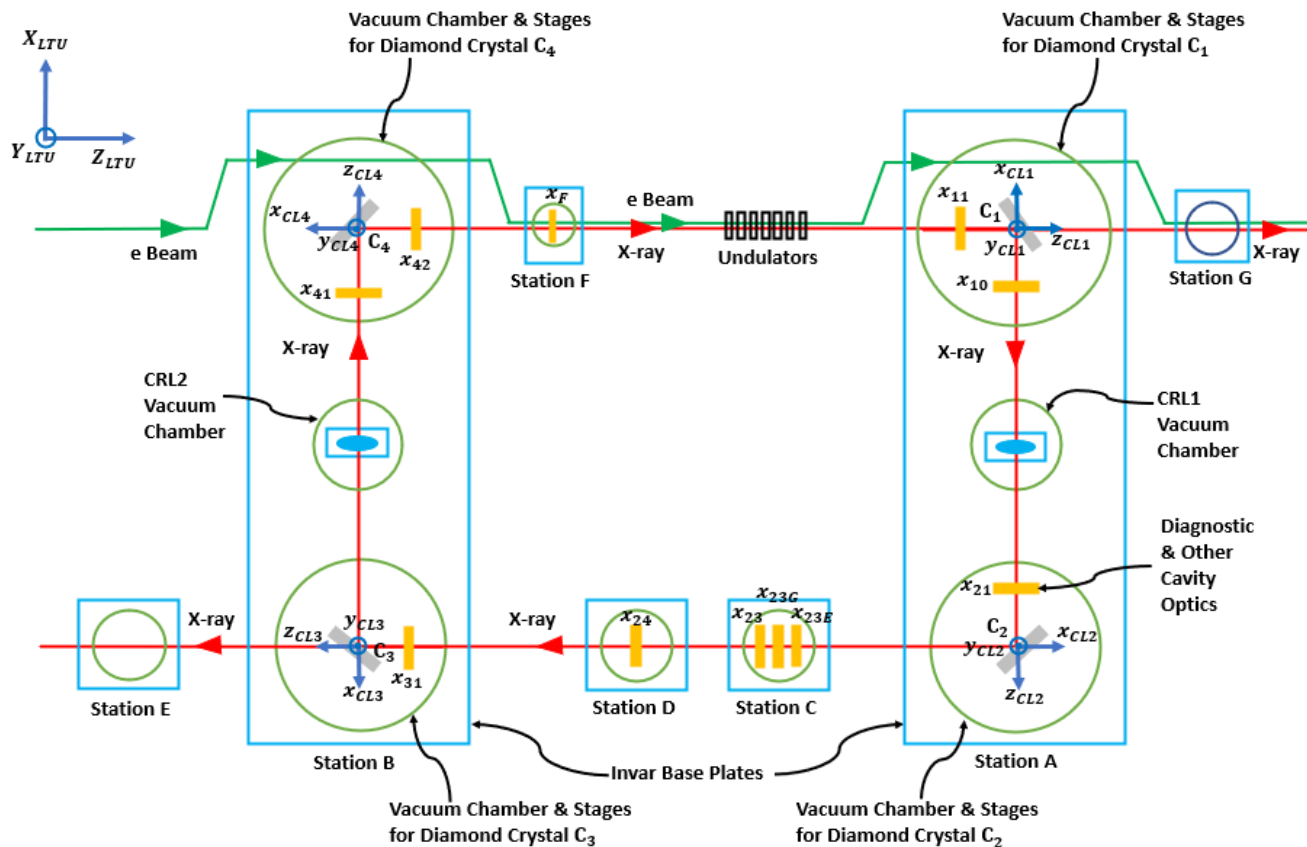 Vacuum Chamber & Stages
for Diamond Crystal C₄
Vacuum Chamber & Stages
for Diamond Crystal C₁
X_LTU
Y_LTU
Z_LTU
z_CL4
x_CL4
y_CL4
C₄
x₄₂
x₄₁
x_F
e Beam
X-ray
Station F
Undulators
e Beam
x_CL1
x₁₁
C₁
y_CL1
z_CL1
x₁₀
Station G
X-ray
X-ray
X-ray
CRL2
Vacuum
Chamber
CRL1
Vacuum
Chamber
Diagnostic
& Other
Cavity
Optics
X-ray
z_CL3
y_CL3
C₃
x_CL3
x₃₁
X-ray
x₂₄
x_23G
x₂₃
x_23E
x₂₁
C₂
y_CL2
x_CL2
z_CL2
Station E
Station B
Station D
Station C
Station A
Invar Base Plates
Vacuum Chamber & Stages
for Diamond Crystal C₃
Vacuum Chamber & Stages
for Diamond Crystal C₂